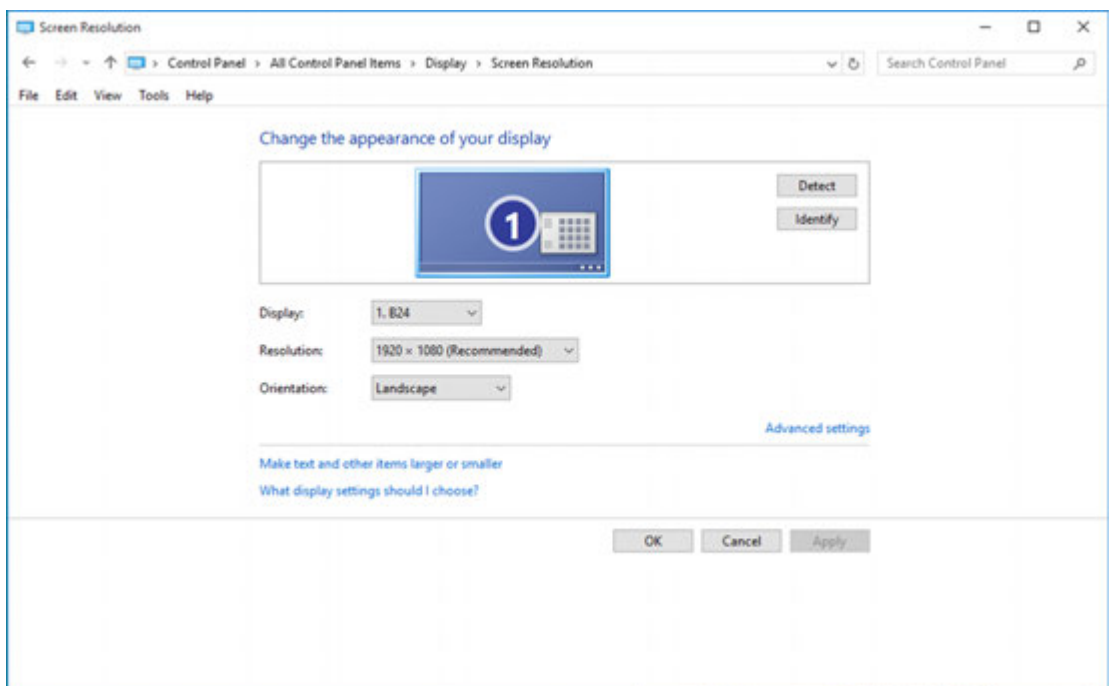 Screen Resolution
Control Panel > All Control Panel Items > Display > Screen Resolution Search Control Panel
File Edit View Tools Help
Change the appearance of your display
1
Detect
Identify
Display: 1. B24
Resolution: 1920 × 1080 (Recommended)
Orientation: Landscape
Advanced settings
Make text and other items larger or smaller
What display settings should I choose?
OK Cancel Apply